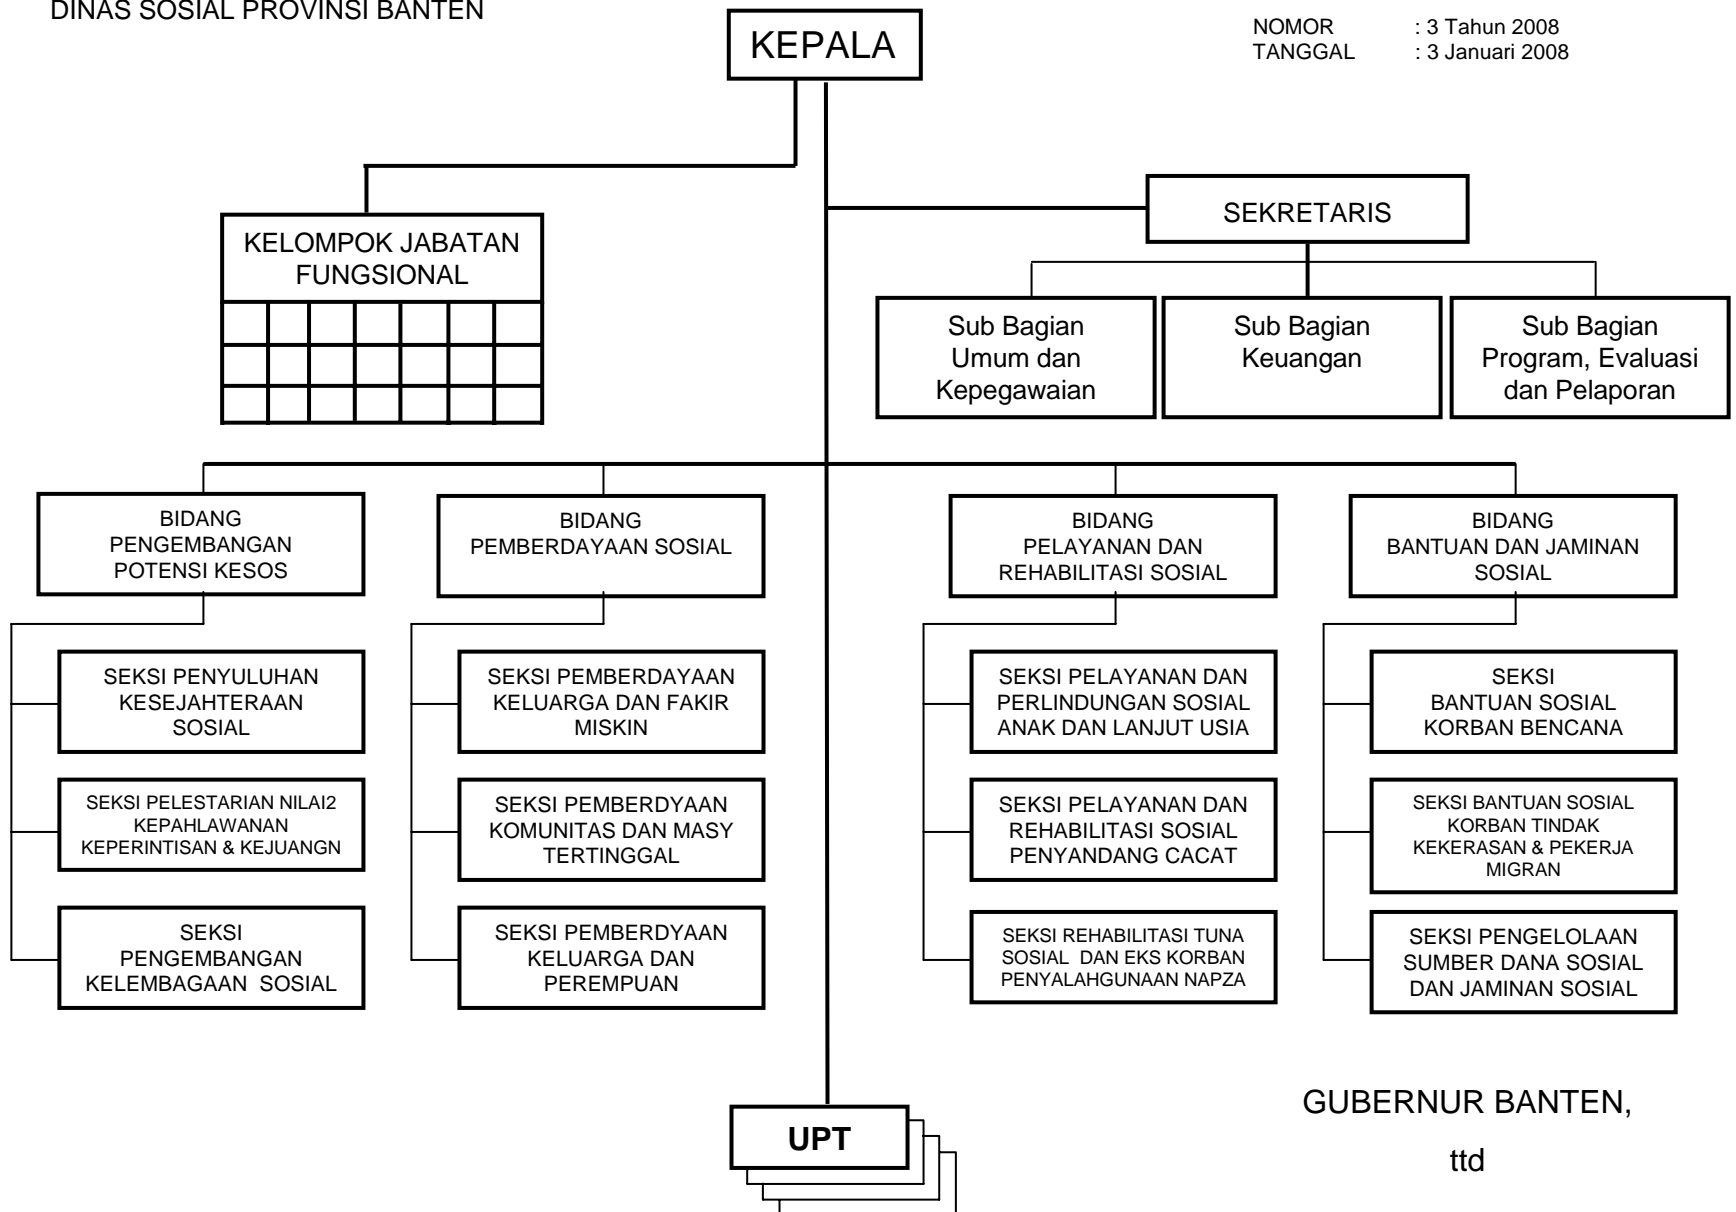 DINAS SOSIAL PROVINSI BANTEN
NOMOR : 3 Tahun 2008
TANGGAL : 3 Januari 2008
KEPALA
SEKRETARIS
KELOMPOK JABATAN
FUNGSIONAL
Sub Bagian
Umum dan
Kepegawaian
Sub Bagian
Keuangan
Sub Bagian
Program, Evaluasi
dan Pelaporan
BIDANG
PENGEMBANGAN
POTENSI KESOS
BIDANG
PEMBERDAYAAN SOSIAL
BIDANG
PELAYANAN DAN
REHABILITASI SOSIAL
BIDANG
BANTUAN DAN JAMINAN
SOSIAL
SEKSI PENYULUHAN
KESEJAHTERAAN
SOSIAL
SEKSI PEMBERDAYAAN
KELUARGA DAN FAKIR
MISKIN
SEKSI PELAYANAN DAN
PERLINDUNGAN SOSIAL
ANAK DAN LANJUT USIA
SEKSI
BANTUAN SOSIAL
KORBAN BENCANA
SEKSI PELESTARIAN NILAI2
KEPAHLAWANAN
KEPERINTISAN & KEJUANGN
SEKSI PEMBERDYAAN
KOMUNITAS DAN MASY
TERTINGGAL
SEKSI PELAYANAN DAN
REHABILITASI SOSIAL
PENYANDANG CACAT
SEKSI BANTUAN SOSIAL
KORBAN TINDAK
KEKERASAN & PEKERJA
MIGRAN
SEKSI
PENGEMBANGAN
KELEMBAGAAN SOSIAL
SEKSI PEMBERDYAAN
KELUARGA DAN
PEREMPUAN
SEKSI REHABILITASI TUNA
SOSIAL DAN EKS KORBAN
PENYALAHGUNAAN NAPZA
SEKSI PENGELOLAAN
SUMBER DANA SOSIAL
DAN JAMINAN SOSIAL
UPT
GUBERNUR BANTEN,
ttd